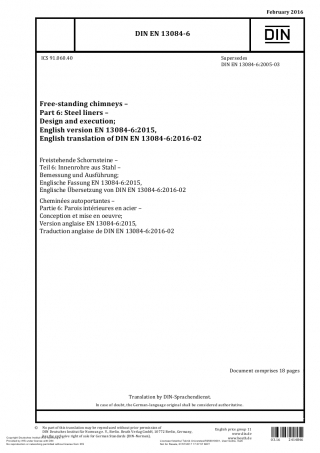 February 2016
DIN EN 13084-6
DIN
ICS 91.060.40
Supersedes
DIN EN 13084-6:2005-03
Free-standing chimneys –
Part 6: Steel liners –
Design and execution;
English version EN 13084-6:2015,
English translation of DIN EN 13084-6:2016-02
Freistehende Schornsteine –
Teil 6: Innenrohre aus Stahl –
Bemessung und Ausführung;
Englische Fassung EN 13084-6:2015,
Englische Übersetzung von DIN EN 13084-6:2016-02
Cheminées autoportantes –
Partie 6: Parois intérieures en acier –
Conception et mise en oeuvre;
Version anglaise EN 13084-6:2015,
Traduction anglaise de DIN EN 13084-6:2016-02
Document comprises 18 pages
Translation by DIN-Sprachendienst.
In case of doubt, the German-language original shall be considered authoritative.
No part of this translation may be reproduced without prior permission of
DIN Deutsches Institut für Normung e. V., Berlin. Beuth Verlag GmbH, 10772 Berlin, Germany,
has the exclusive right of sale for German Standards (DIN-Normen).
English price group 11
www.din.de
www.beuth.de